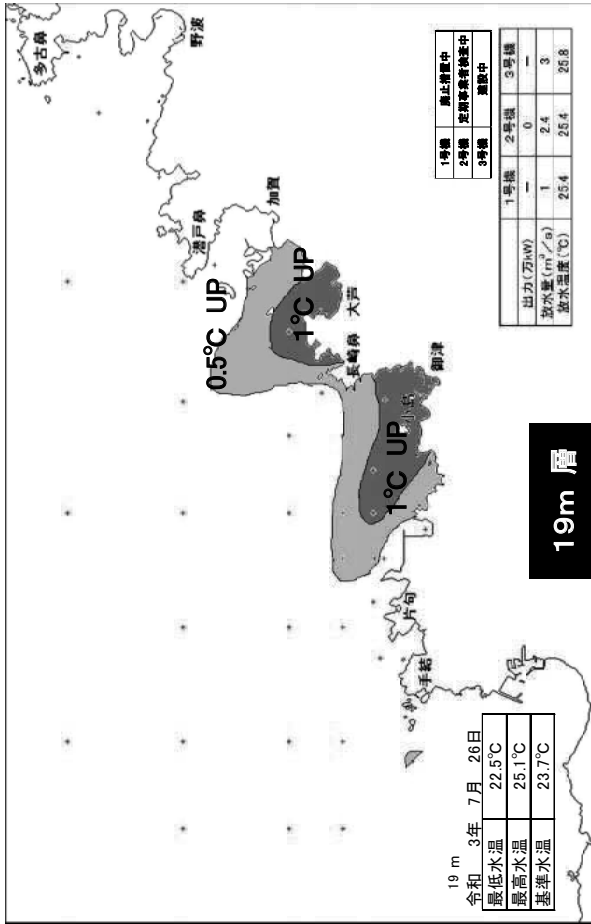 19 m
令和 3年 7月 26日
最低水温 22.5℃
最高水温 25.1℃
基準水温 23.7℃
手結
片句
1℃ UP
小島
御津
長崎鼻
大芦
1℃ UP
0.5℃ UP
加賀
潜戸鼻
野波
多古鼻
19m 層
1号機 廃止措置中
2号機 定期事業者検査中
3号機 建設中
1号機 2号機 3号機
出力(万kW) ー 0 ー
放水量(m³/s) 1 2.4 3
放水温度(℃) 25.4 25.4 25.8